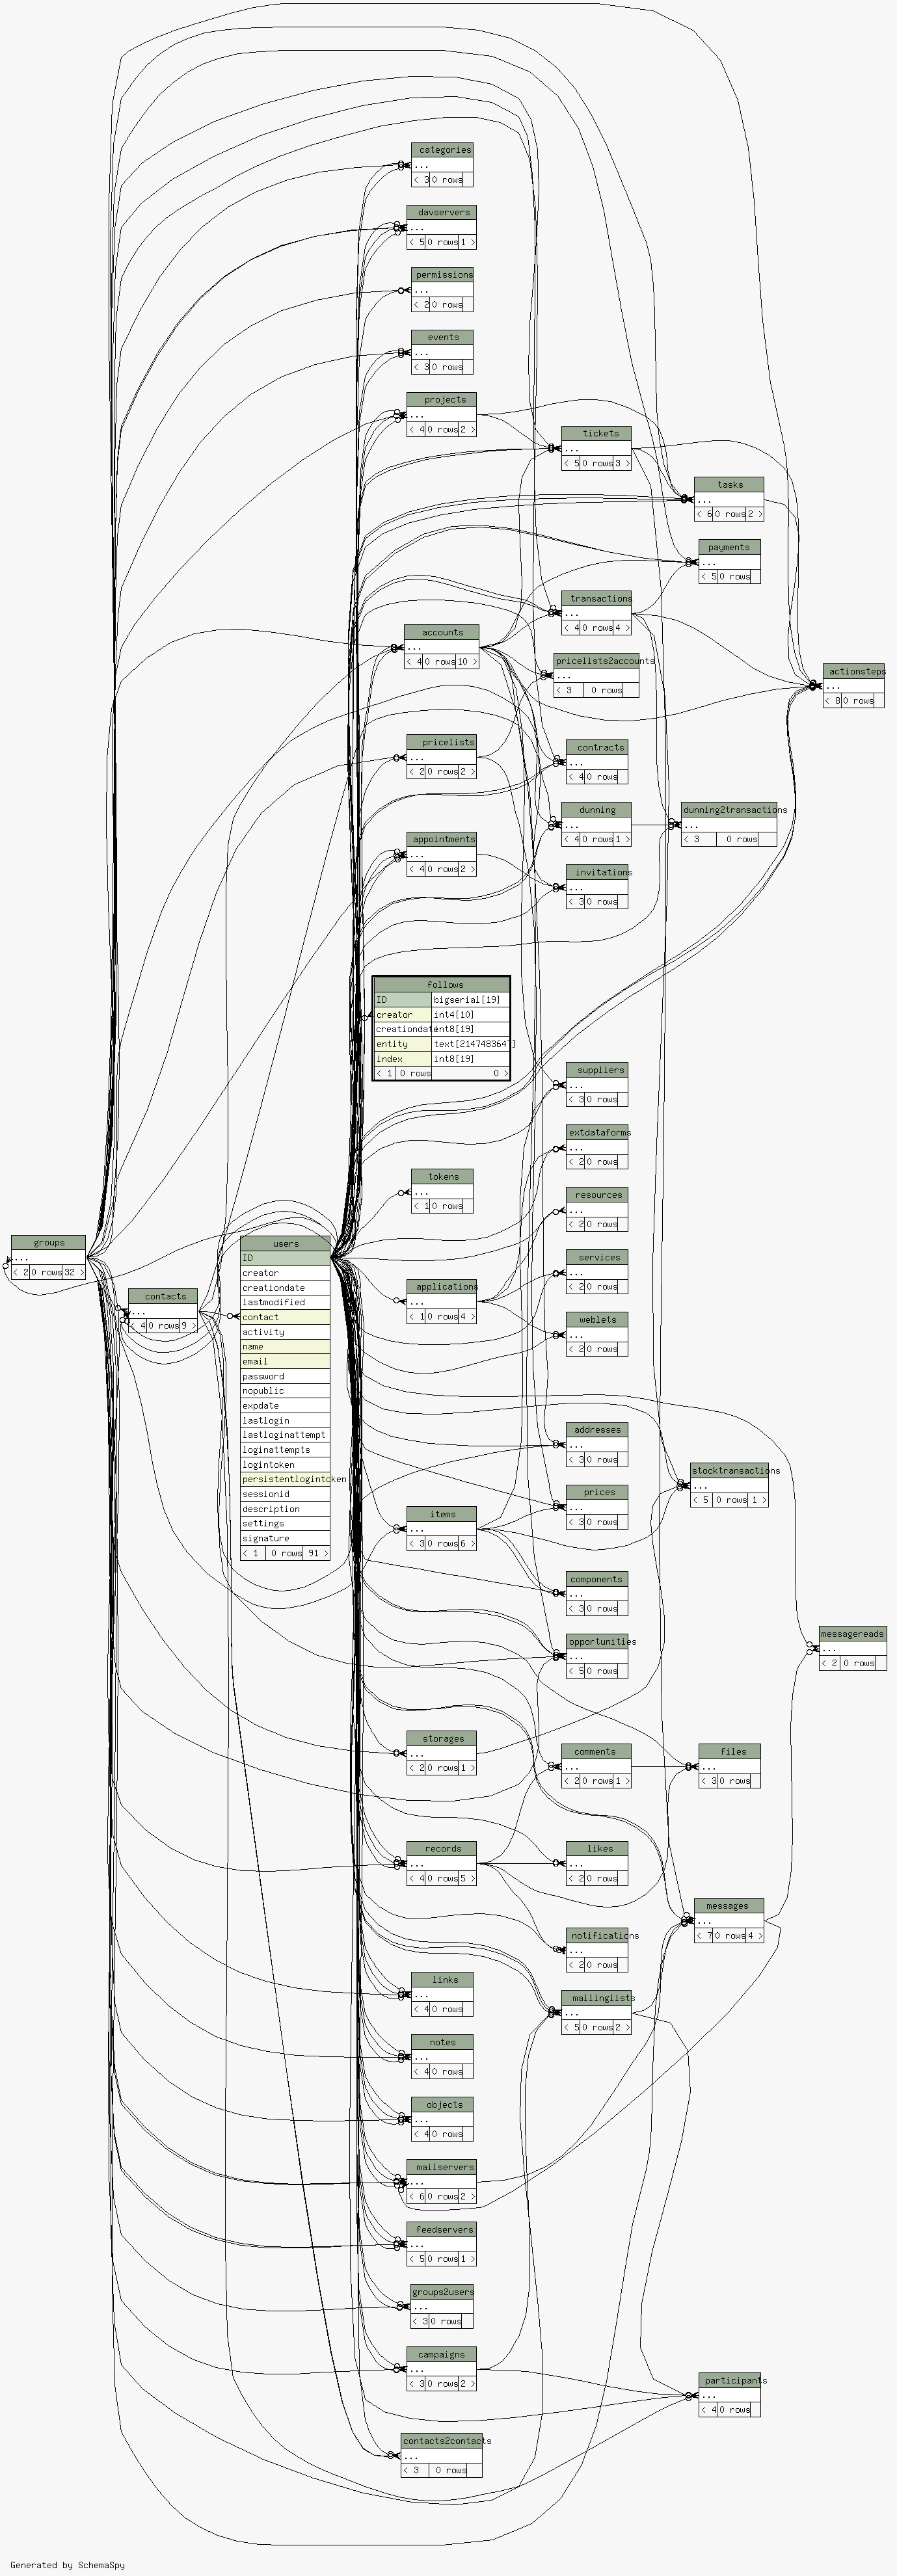 categories
...
< 3 0 rows
davservers
...
< 5 0 rows 1 >
permissions
...
< 2 0 rows
events
...
< 3 0 rows
projects
...
< 4 0 rows 2 >
tickets
...
< 5 0 rows 3 >
tasks
...
< 6 0 rows 2 >
payments
...
< 5 0 rows
transactions
...
< 4 0 rows 4 >
accounts
...
< 4 0 rows 10 >
pricelists2accounts
...
< 3 0 rows
actionsteps
...
< 8 0 rows
pricelists
...
< 2 0 rows 2 >
contracts
...
< 4 0 rows
dunning
...
< 4 0 rows 1 >
dunning2transactions
...
< 3 0 rows
appointments
...
< 4 0 rows 2 >
invitations
...
< 3 0 rows
follows
ID bigserial[19]
creator int4[10]
creationdate int8[19]
entity text[2147483647]
index int8[19]
< 1 0 rows 0 >
suppliers
...
< 3 0 rows
extdataforms
...
< 2 0 rows
tokens
...
< 1 0 rows
resources
...
< 2 0 rows
groups
...
< 2 0 rows 32 >
contacts
...
< 4 0 rows 9 >
users
ID
creator
creationdate
lastmodified
contact
activity
name
email
password
nopublic
expdate
lastlogin
lastloginattempt
loginattempts
logintoken
persistentlogintoken
sessionid
description
settings
signature
< 1 0 rows 91 >
services
...
< 2 0 rows
applications
...
< 1 0 rows 4 >
weblets
...
< 2 0 rows
addresses
...
< 3 0 rows
stocktransactions
...
< 5 0 rows 1 >
prices
...
< 3 0 rows
items
...
< 3 0 rows 6 >
components
...
< 3 0 rows
opportunities
...
< 5 0 rows
messagereads
...
< 2 0 rows
storages
...
< 2 0 rows 1 >
comments
...
< 2 0 rows 1 >
files
...
< 3 0 rows
records
...
< 4 0 rows 5 >
likes
...
< 2 0 rows
messages
...
< 7 0 rows 4 >
notifications
...
< 2 0 rows
links
...
< 4 0 rows
mailinglists
...
< 5 0 rows 2 >
notes
...
< 4 0 rows
objects
...
< 4 0 rows
mailservers
...
< 6 0 rows 2 >
feedservers
...
< 5 0 rows 1 >
groups2users
...
< 3 0 rows
campaigns
...
< 3 0 rows 2 >
participants
...
< 4 0 rows
contacts2contacts
...
< 3 0 rows
Generated by SchemaSpy